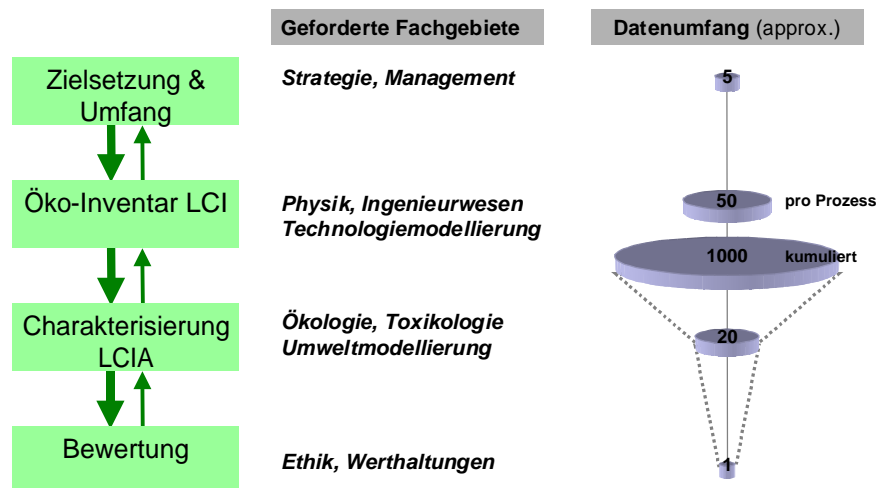 Geforderte Fachgebiete
Datenumfang (approx.)
Zielsetzung &
Umfang
Strategie, Management
5
Öko-Inventar LCI
Physik, Ingenieurwesen
Technologiemodellierung
50
pro Prozess
1000
kumuliert
Charakterisierung
LCIA
Ökologie, Toxikologie
Umweltmodellierung
20
Bewertung
Ethik, Werthaltungen
1